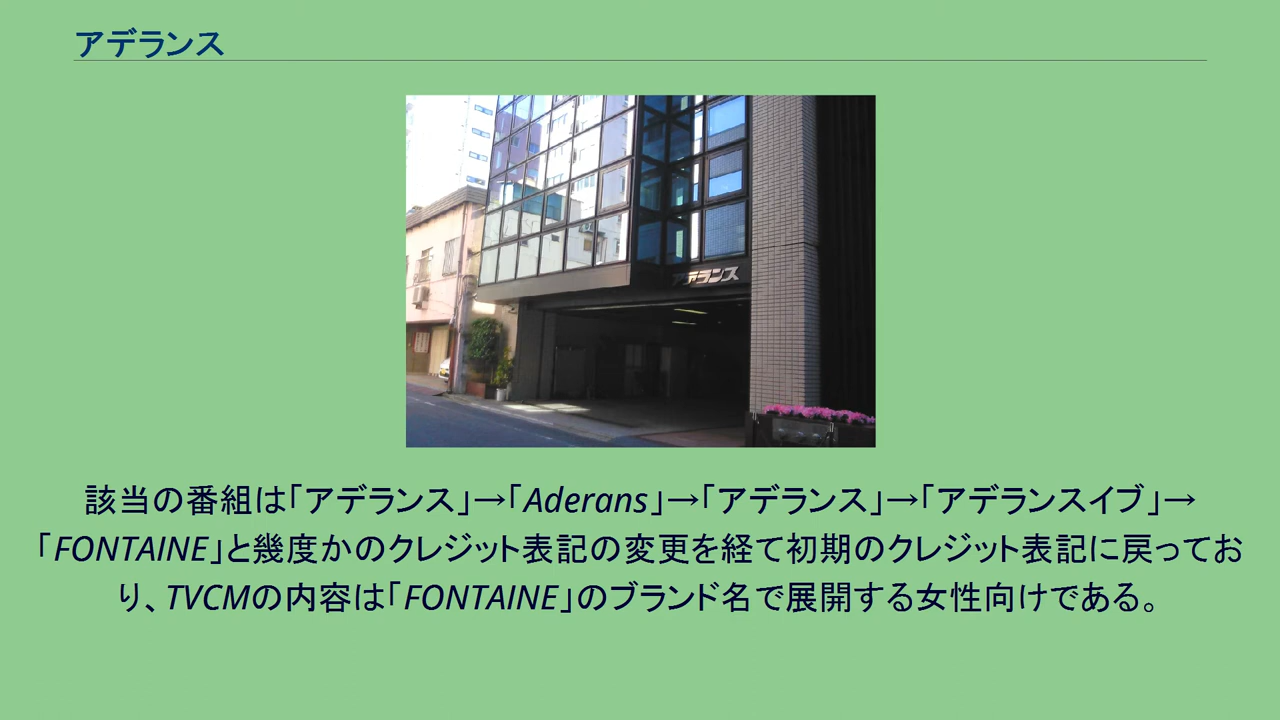 アデランス
アデランス
該当の番組は「アデランス」→「Aderans」→「アデランス」→「アデランスイブ」→
「FONTAINE」と幾度かのクレジット表記の変更を経て初期のクレジット表記に戻ってお
り、TVCMの内容は「FONTAINE」のブランド名で展開する女性向けである。